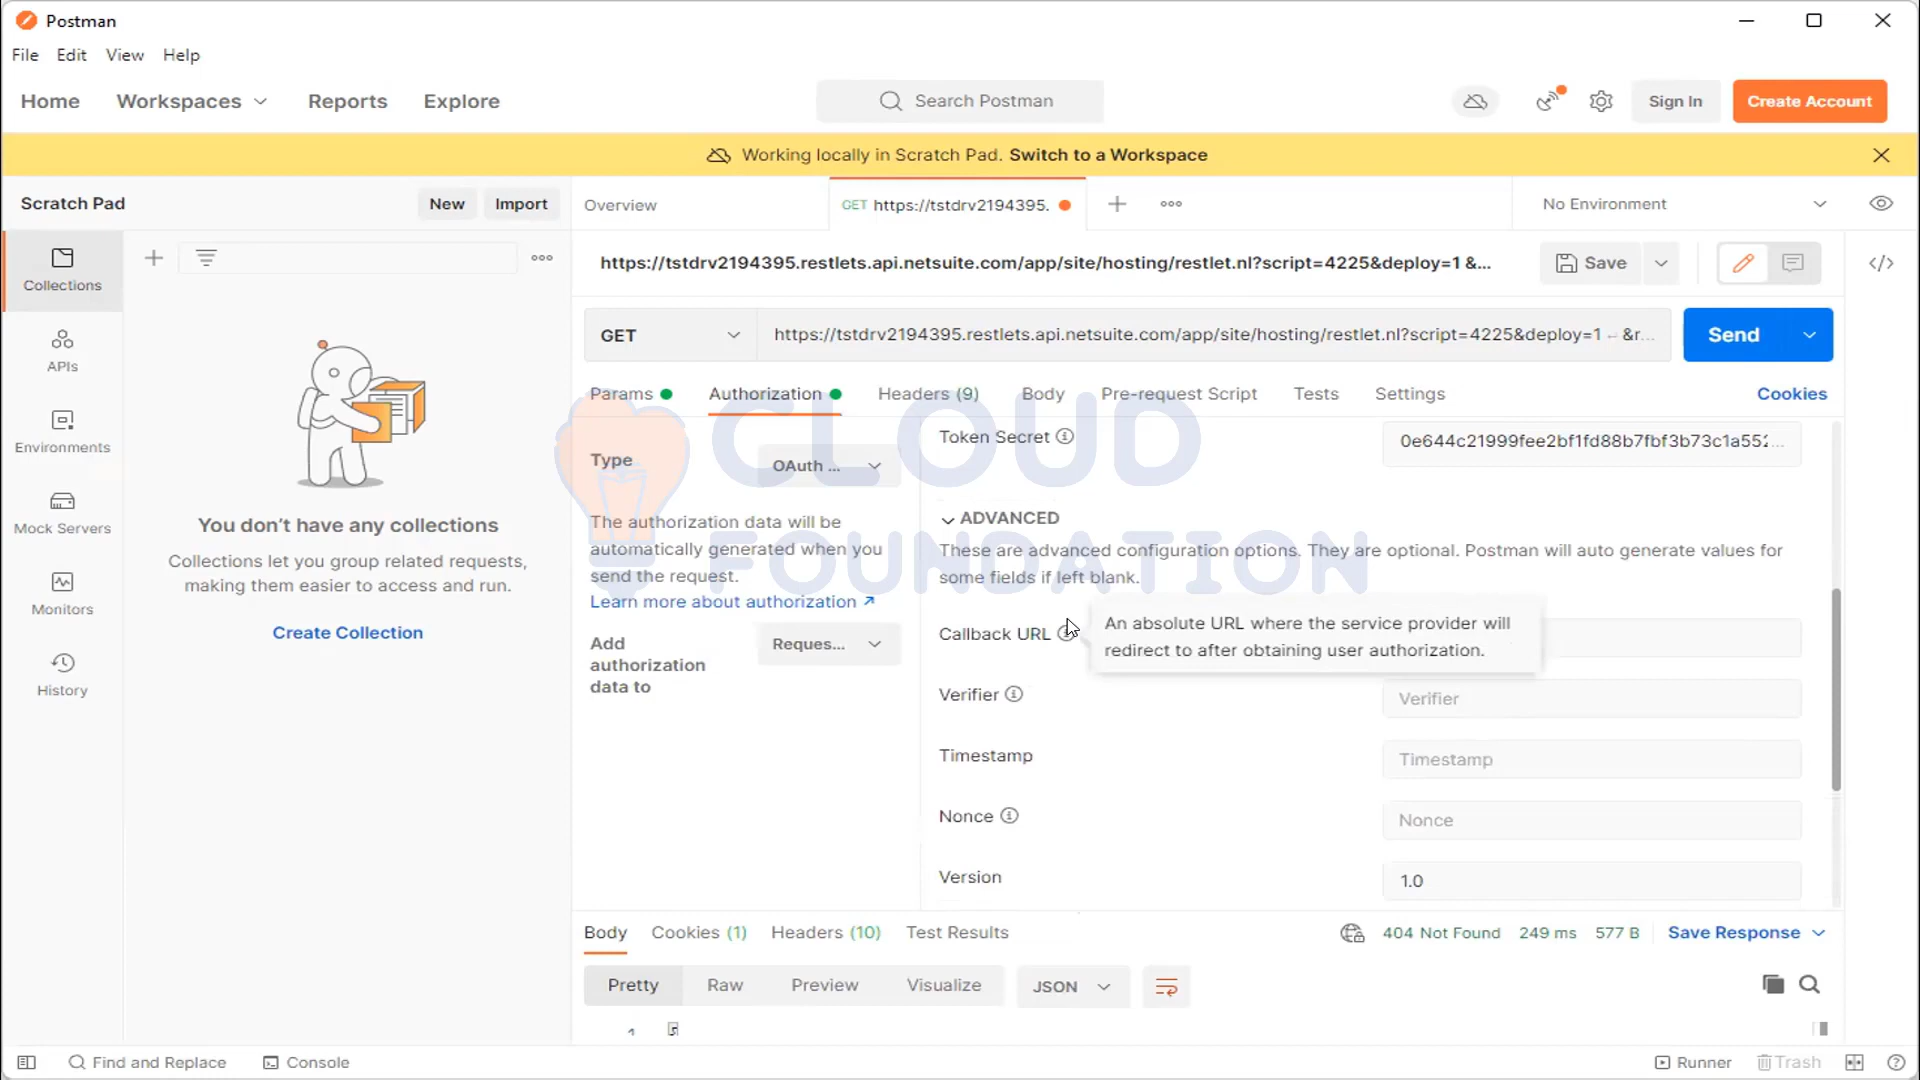 Postman
File Edit View Help
Home Workspaces Reports Explore Search Postman Sign In Create Account
Working locally in Scratch Pad. Switch to a Workspace
Scratch Pad New Import Overview GET https://tstdrv2194395. No Environment
https://tstdrv2194395.restlets.api.netsuite.com/app/site/hosting/restlet.nl?script=4225&deploy=1 &... Save
Collections
GET https://tstdrv2194395.restlets.api.netsuite.com/app/site/hosting/restlet.nl?script=4225&deploy=1 &r... Send
APIs
Params Authorization Headers (9) Body Pre-request Script Tests Settings Cookies
Environments
Mock Servers
Monitors
History
You don't have any collections
Collections let you group related requests,
making them easier to access and run.
Create Collection
CLOUD
FOUNDATION
Type OAuth ...
The authorization data will be
automatically generated when you
send the request.
Learn more about authorization
Add
authorization
data to
Reques...
Token Secret 0e644c21999fee2bf1fd88b7fbf3b73c1a552...
ADVANCED
These are advanced configuration options. They are optional. Postman will auto generate values for
some fields if left blank.
Callback URL
An absolute URL where the service provider will
redirect to after obtaining user authorization.
Verifier Verifier
Timestamp Timestamp
Nonce Nonce
Version 1.0
Body Cookies (1) Headers (10) Test Results 404 Not Found 249 ms 577 B Save Response
Pretty Raw Preview Visualize JSON
Find and Replace Console Runner Trash